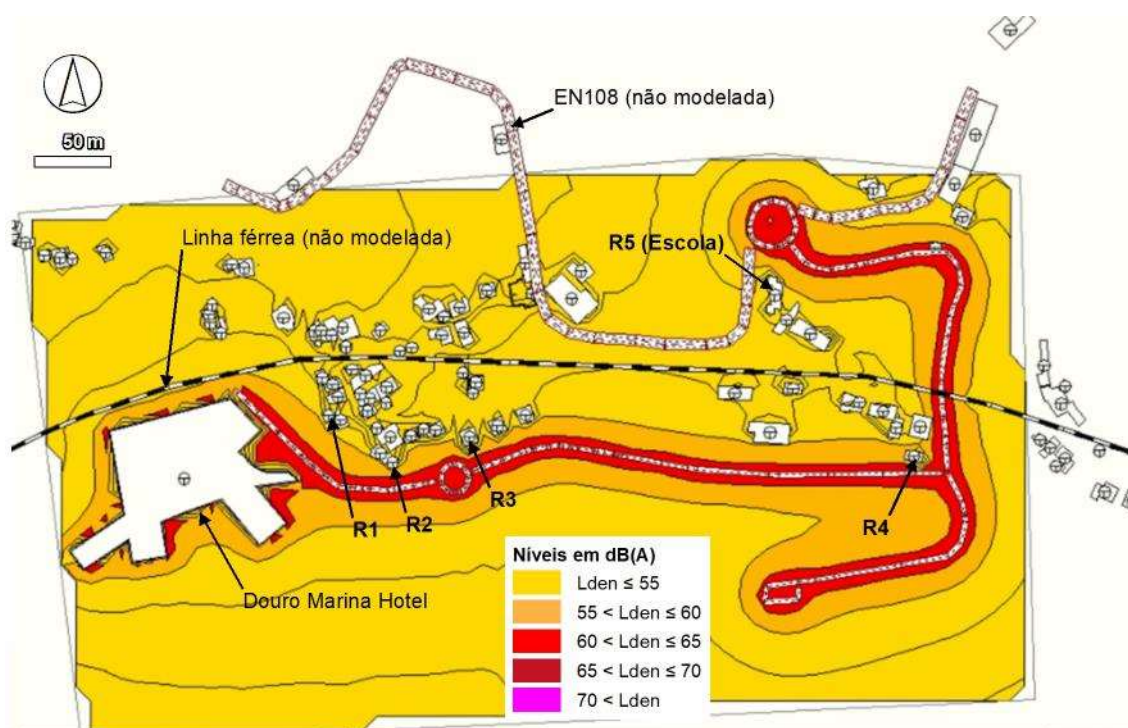 50 m
EN108 (não modelada)
Linha férrea (não modelada)
R5 (Escola)
R3
R1
R2
R4
Douro Marina Hotel
Níveis em dB(A)
Lden ≤ 55
55 < Lden ≤ 60
60 < Lden ≤ 65
65 < Lden ≤ 70
70 < Lden